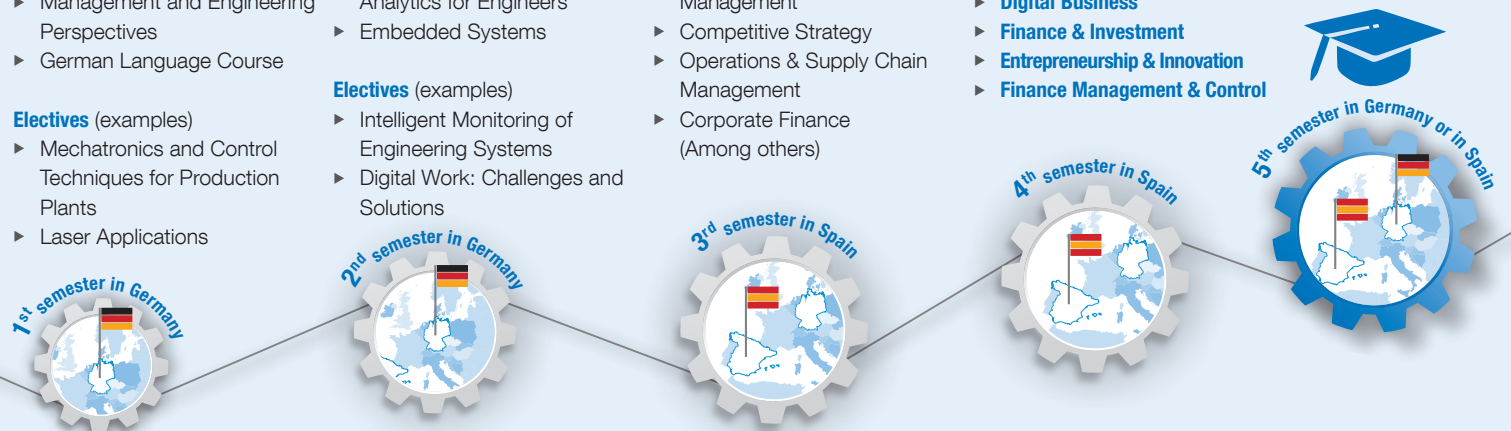 Management and Engineering
Perspectives
German Language Course
Electives (examples)
Mechatronics and Control
Techniques for Production
Plants
Laser Applications
1st semester in Germany
Analytics for Engineers
Embedded Systems
Electives (examples)
Intelligent Monitoring of
Engineering Systems
Digital Work: Challenges and
Solutions
2nd semester in Germany
Management
Competitive Strategy
Operations & Supply Chain
Management
Corporate Finance
(Among others)
3rd semester in Spain
Digital Business
Finance & Investment
Entrepreneurship & Innovation
Finance Management & Control
4th semester in Spain
5th semester in Germany or in Spain